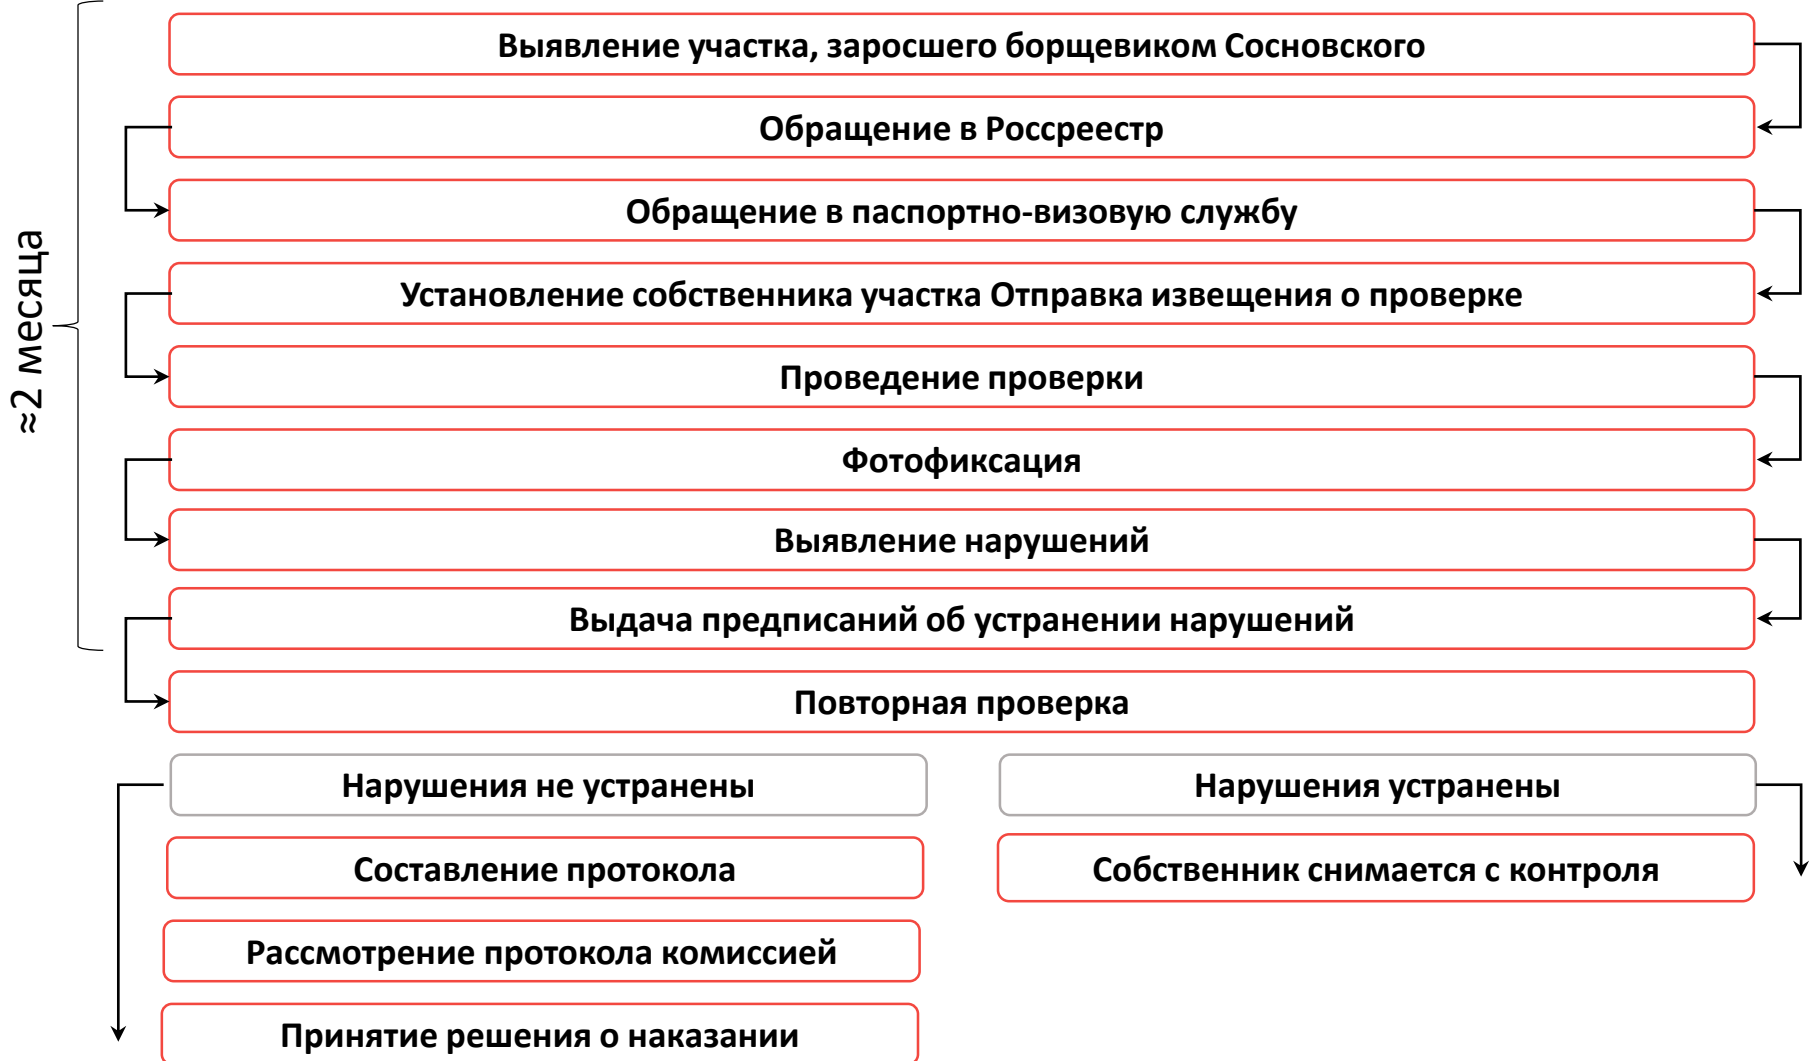 Выявление участка, заросшего борщевиком Сосновского
Обращение в Россреестр
Обращение в паспортно-визовую службу
Установление собственника участка Отправка извещения о проверке
Проведение проверки
Фотофиксация
Выявление нарушений
Выдача предписаний об устранении нарушений
≈2 месяца
Повторная проверка
Нарушения не устранены
Нарушения устранены
Составление протокола
Собственник снимается с контроля
Рассмотрение протокола комиссией
Принятие решения о наказании